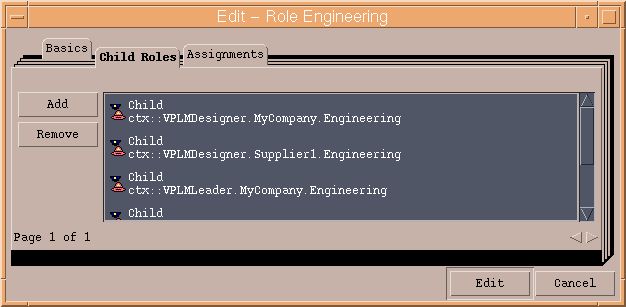 Edit - Role Engineering
Basics
Child Roles
Assignments
Add
Remove
Child
ctx::VPLMDesigner.MyCompany.Engineering
Child
ctx::VPLMDesigner.Supplier1.Engineering
Child
ctx::VPLMLeader.MyCompany.Engineering
Child
Page 1 of 1
Edit
Cancel